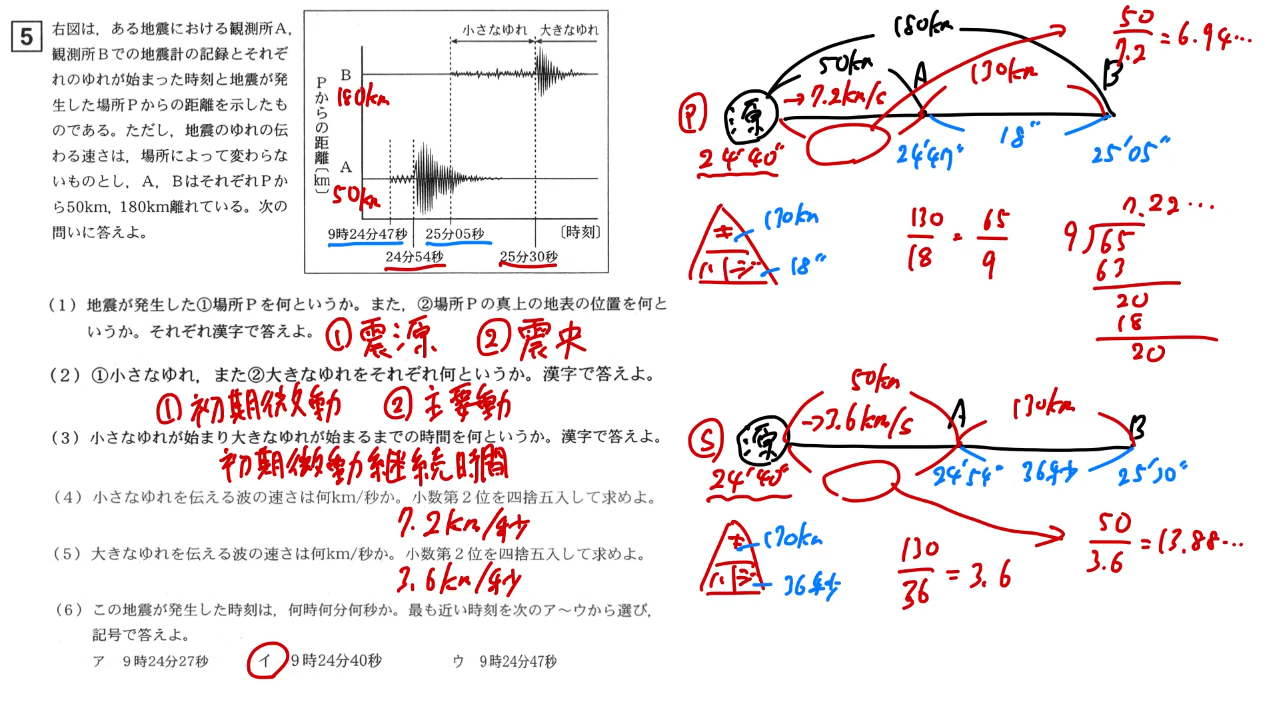 5
右図は，ある地震における観測所A，
観測所Bでの地震計の記録とそれぞ
れのゆれが始まった時刻と地震が発
生した場所Pからの距離を示したも
のである。ただし，地震のゆれの伝
わる速さは，場所によって変わらな
いものとし，A，BはそれぞれPか
ら50km，180km離れている。次の
問いに答えよ。
小さなゆれ 大きなゆれ
Pからの距離〔km〕
B
180km
A
50km
9時24分47秒 25分05秒 〔時刻〕
24分54秒 25分30秒
（1）地震が発生した①場所Pを何というか。また，②場所Pの真上の地表の位置を何と
いうか。それぞれ漢字で答えよ。
①震源 ②震央
（2）①小さなゆれ，また②大きなゆれをそれぞれ何というか。漢字で答えよ。
①初期微動 ②主要動
（3）小さなゆれが始まり大きなゆれが始まるまでの時間を何というか。漢字で答えよ。
初期微動継続時間
（4）小さなゆれを伝える波の速さは何km/秒か。小数第2位を四捨五入して求めよ。
7.2km/秒
（5）大きなゆれを伝える波の速さは何km/秒か。小数第2位を四捨五入して求めよ。
3.6km/秒
（6）この地震が発生した時刻は，何時何分何秒か。最も近い時刻を次のア～ウから選び，
記号で答えよ。
ア 9時24分27秒 イ 9時24分40秒 ウ 9時24分47秒
180km
50/7.2=6.94…
50km A 130km B
P 源 →7.2km/s
24'40" 24'47" 18" 25'05"
キ 130km
ハ ジ 18"
130/18 = 65/9
7.22…
9)65
63
20
18
20
50km A 130km B
S 源 →3.6km/s
24'40" 24'54" 36秒 25'30"
キ 130km
ハ ジ 36秒
130/36=3.6
50/3.6=13.88…